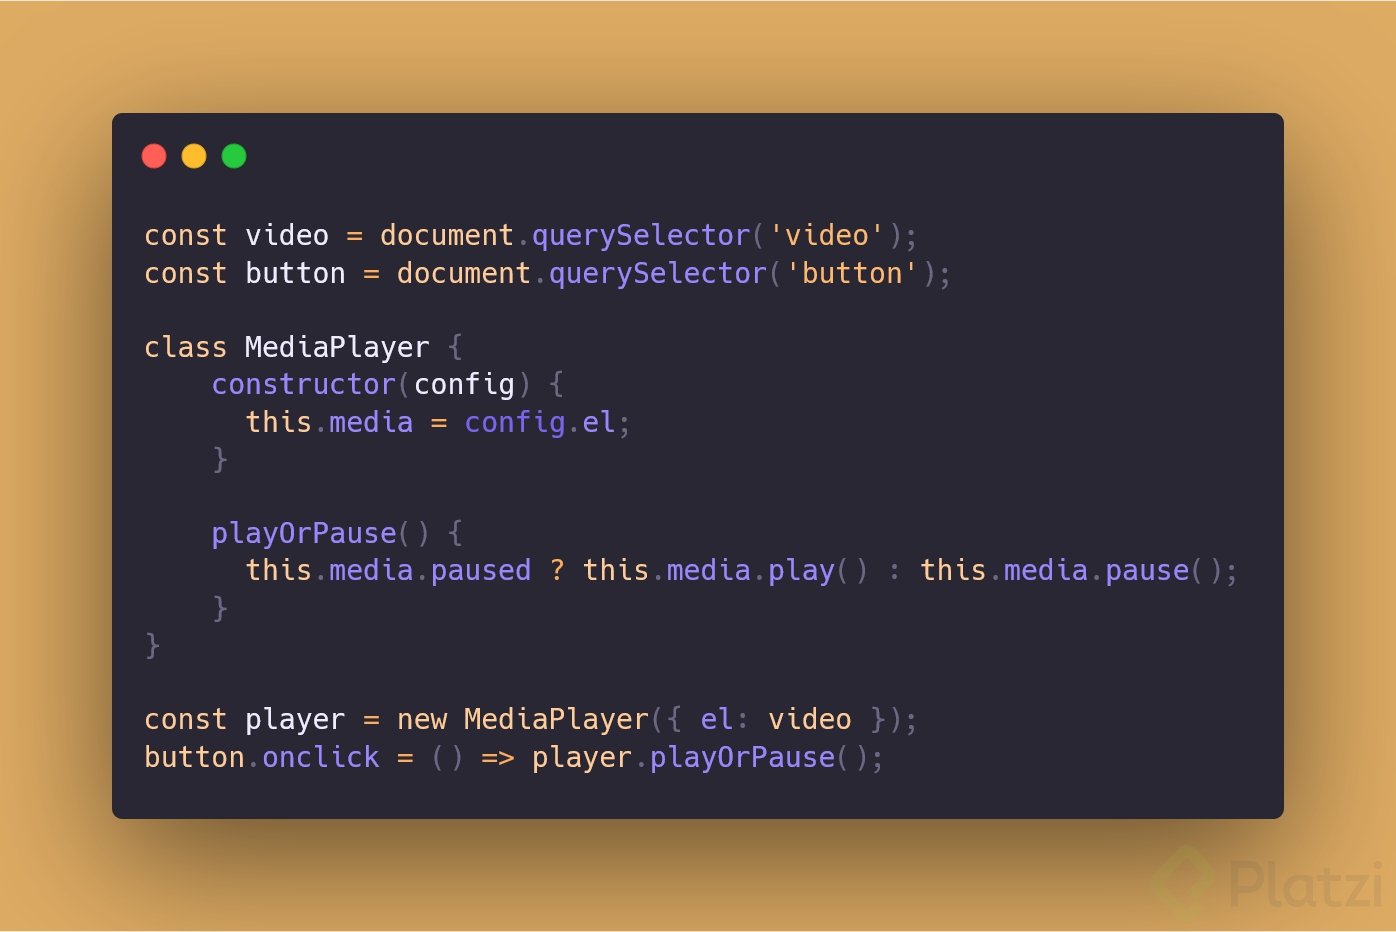 const video = document.querySelector('video');
const button = document.querySelector('button');
class MediaPlayer {
constructor(config) {
this.media = config.el;
}
playOrPause() {
this.media.paused ? this.media.play() : this.media.pause();
}
}
const player = new MediaPlayer({ el: video });
button.onclick = () => player.playOrPause();
Platzi